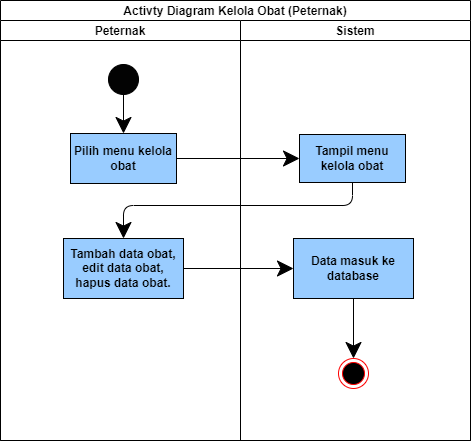 Activty Diagram Kelola Obat (Peternak)
Peternak
Sistem
Pilih menu kelola
obat
Tampil menu
kelola obat
Tambah data obat,
edit data obat,
hapus data obat.
Data masuk ke
database